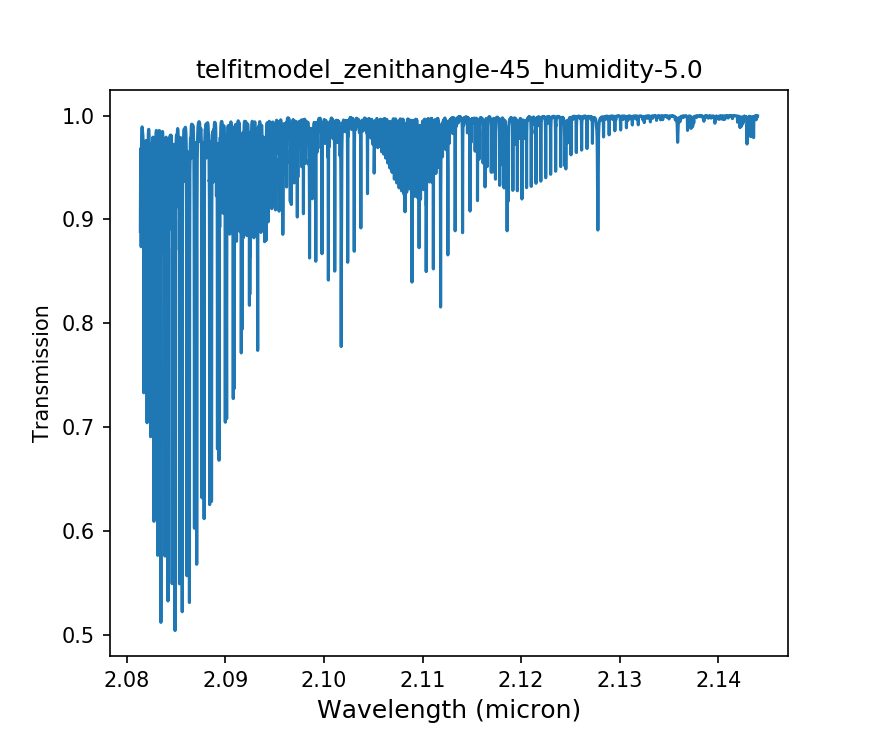 telfitmodel_zenithangle-45_humidity-5.0
1.0
0.9
0.8
0.7
0.6
0.5
Transmission
2.08 2.09 2.10 2.11 2.12 2.13 2.14
Wavelength (micron)